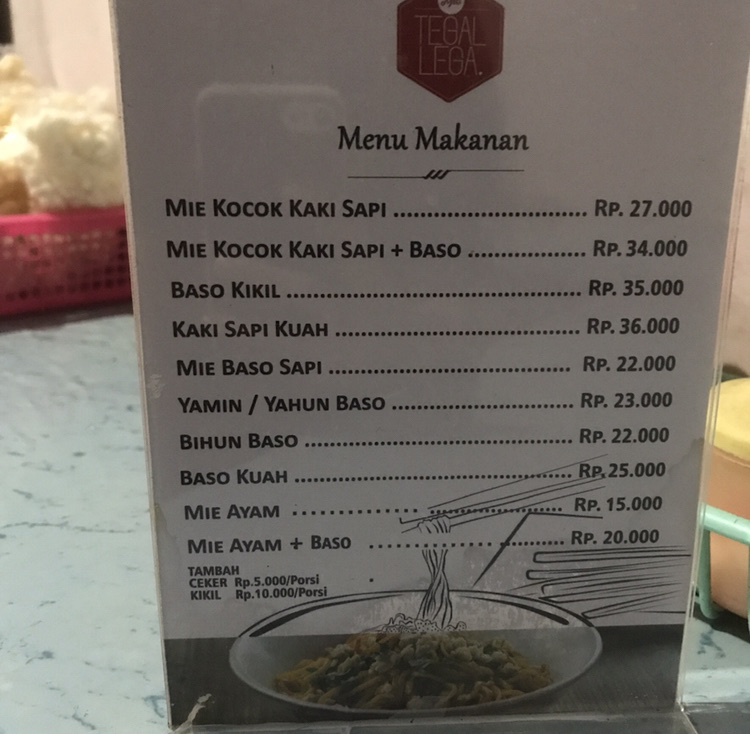 TEGAL
LEGA.
Menu Makanan
MIE KOCOK KAKI SAPI ................................ RP. 27.000
MIE KOCOK KAKI SAPI + BASO ................... RP. 34.000
BASO KIKIL ................................................ RP. 35.000
KAKI SAPI KUAH ........................................ RP. 36.000
MIE BASO SAPI ........................................ RP. 22.000
YAMIN / YAHUN BASO .............................. RP. 23.000
BIHUN BASO ............................................. RP. 22.000
BASO KUAH .............................................. RP.25.000
MIE AYAM ............................................ RP. 15.000
MIE AYAM + BASO ................................ RP. 20.000
TAMBAH
CEKER Rp.5.000/Porsi
KIKIL Rp.10.000/Porsi